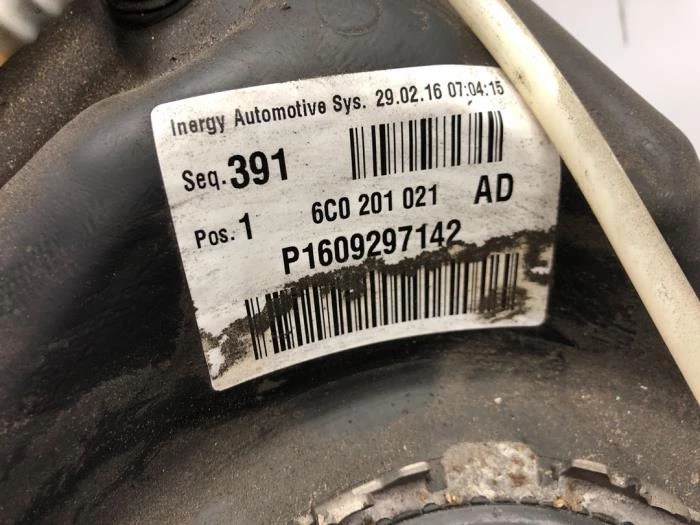 Inergy Automotive Sys. 29.02.16 07:04:15
Seq. 391
6C0 201 021 AD
Pos. 1
P1609297142